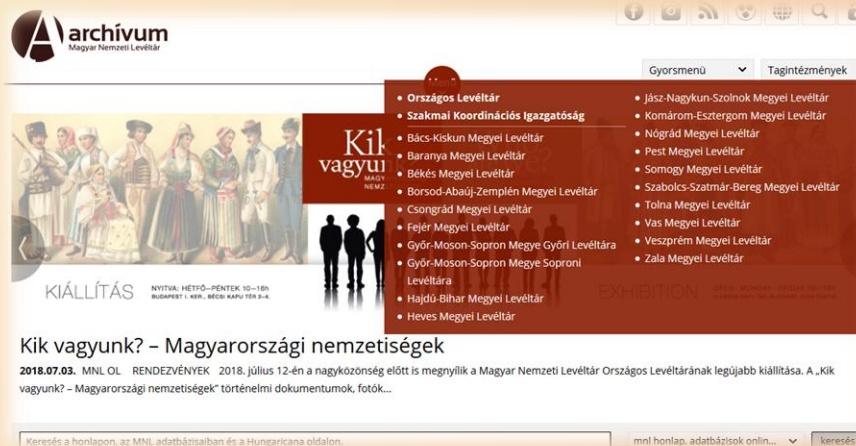 archívum
Magyar Nemzeti Levéltár
Gyorsmenü
Tagintézmények
Országos Levéltár
Szakmai Koordinációs Igazgatóság
Bács-Kiskun Megyei Levéltár
Baranya Megyei Levéltár
Békés Megyei Levéltár
Borsod-Abaúj-Zemplén Megyei Levéltár
Csongrád Megyei Levéltár
Fejér Megyei Levéltár
Győr-Moson-Sopron Megye Győri Levéltára
Győr-Moson-Sopron Megye Soproni
Levéltára
Hajdú-Bihar Megyei Levéltár
Heves Megyei Levéltár
Jász-Nagykun-Szolnok Megyei Levéltár
Komárom-Esztergom Megyei Levéltár
Nógrád Megyei Levéltár
Pest Megyei Levéltár
Somogy Megyei Levéltár
Szabolcs-Szatmár-Bereg Megyei Levéltár
Tolna Megyei Levéltár
Vas Megyei Levéltár
Veszprém Megyei Levéltár
Zala Megyei Levéltár
Kik
KIÁLLÍTÁS
NYITVA: HÉTFŐ–PÉNTEK 10–18h
BUDAPEST I. KER., BÉCSI KAPU TÉR 2–4.
EXHIBITION
Kik vagyunk? – Magyarországi nemzetiségek
2018.07.03. MNL OL RENDEZVÉNYEK 2018. július 12-én a nagyközönség előtt is megnyílik a Magyar Nemzeti Levéltár Országos Levéltárának legújabb kiállítása. A „Kik
vagyunk? – Magyarországi nemzetiségek" történelmi dokumentumok, fotók...
Keresés a honlapon, az MNL adatbázisaiban és a Hungaricana oldalon.
mnl honlap, adatbázisok onlin...
keresés